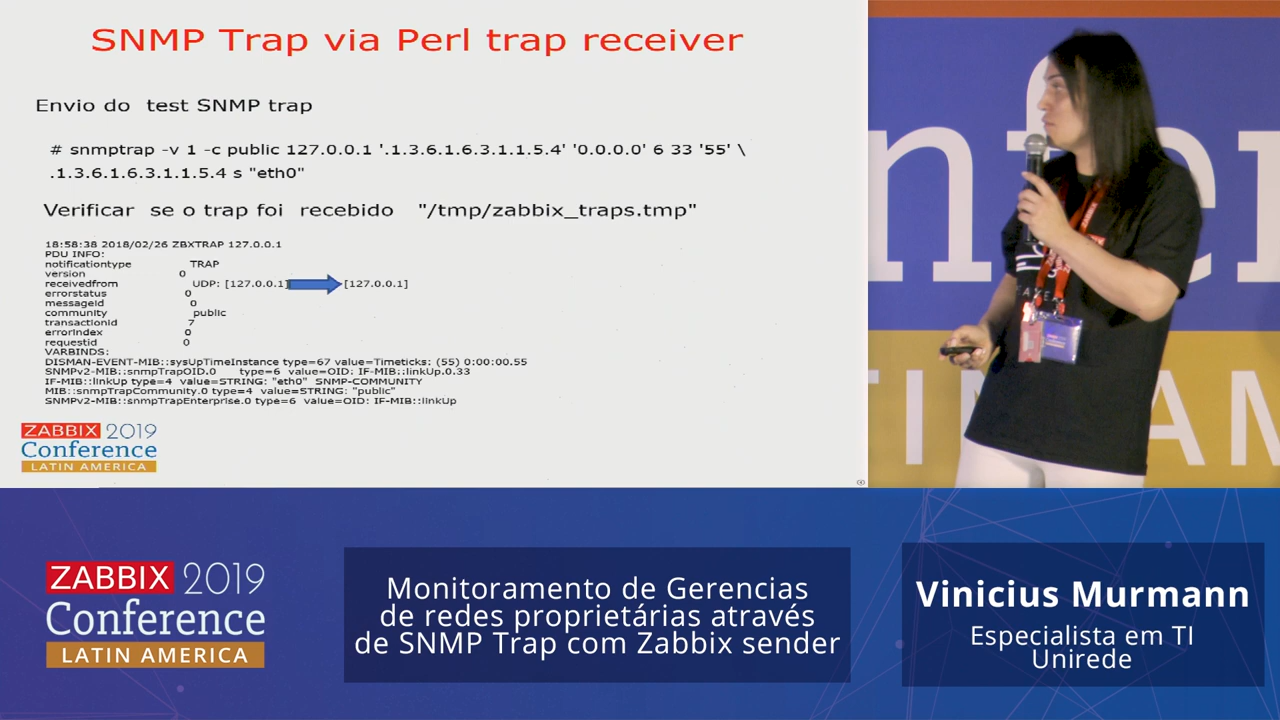 SNMP Trap via Perl trap receiver
Envio do test SNMP trap
# snmptrap -v 1 -c public 127.0.0.1 '.1.3.6.1.6.3.1.1.5.4' '0.0.0.0' 6 33 '55' \
.1.3.6.1.6.3.1.1.5.4 s "eth0"
Verificar se o trap foi recebido "/tmp/zabbix_traps.tmp"
18:58:38 2018/02/26 ZBXTRAP 127.0.0.1
PDU INFO:
notificationtype TRAP
version 0
receivedfrom UDP: [127.0.0.1] [127.0.0.1]
errorstatus 0
messageid 0
community public
transactionid 7
errorindex 0
requestid 0
VARBINDS:
DISMAN-EVENT-MIB::sysUpTimeInstance type=67 value=Timeticks: (55) 0:00:00.55
SNMPv2-MIB::snmpTrapOID.0 type=6 value=OID: IF-MIB::linkUp.0.33
IF-MIB::linkUp type=4 value=STRING: "eth0" SNMP-COMMUNITY
MIB::snmpTrapCommunity.0 type=4 value=STRING: "public"
SNMPv2-MIB::snmpTrapEnterprise.0 type=6 value=OID: IF-MIB::linkUp
ZABBIX 2019
Conference
LATIN AMERICA
ZABBIX 2019
Conference
LATIN AMERICA
Monitoramento de Gerencias
de redes proprietárias através
de SNMP Trap com Zabbix sender
Vinicius Murmann
Especialista em TI
Unirede